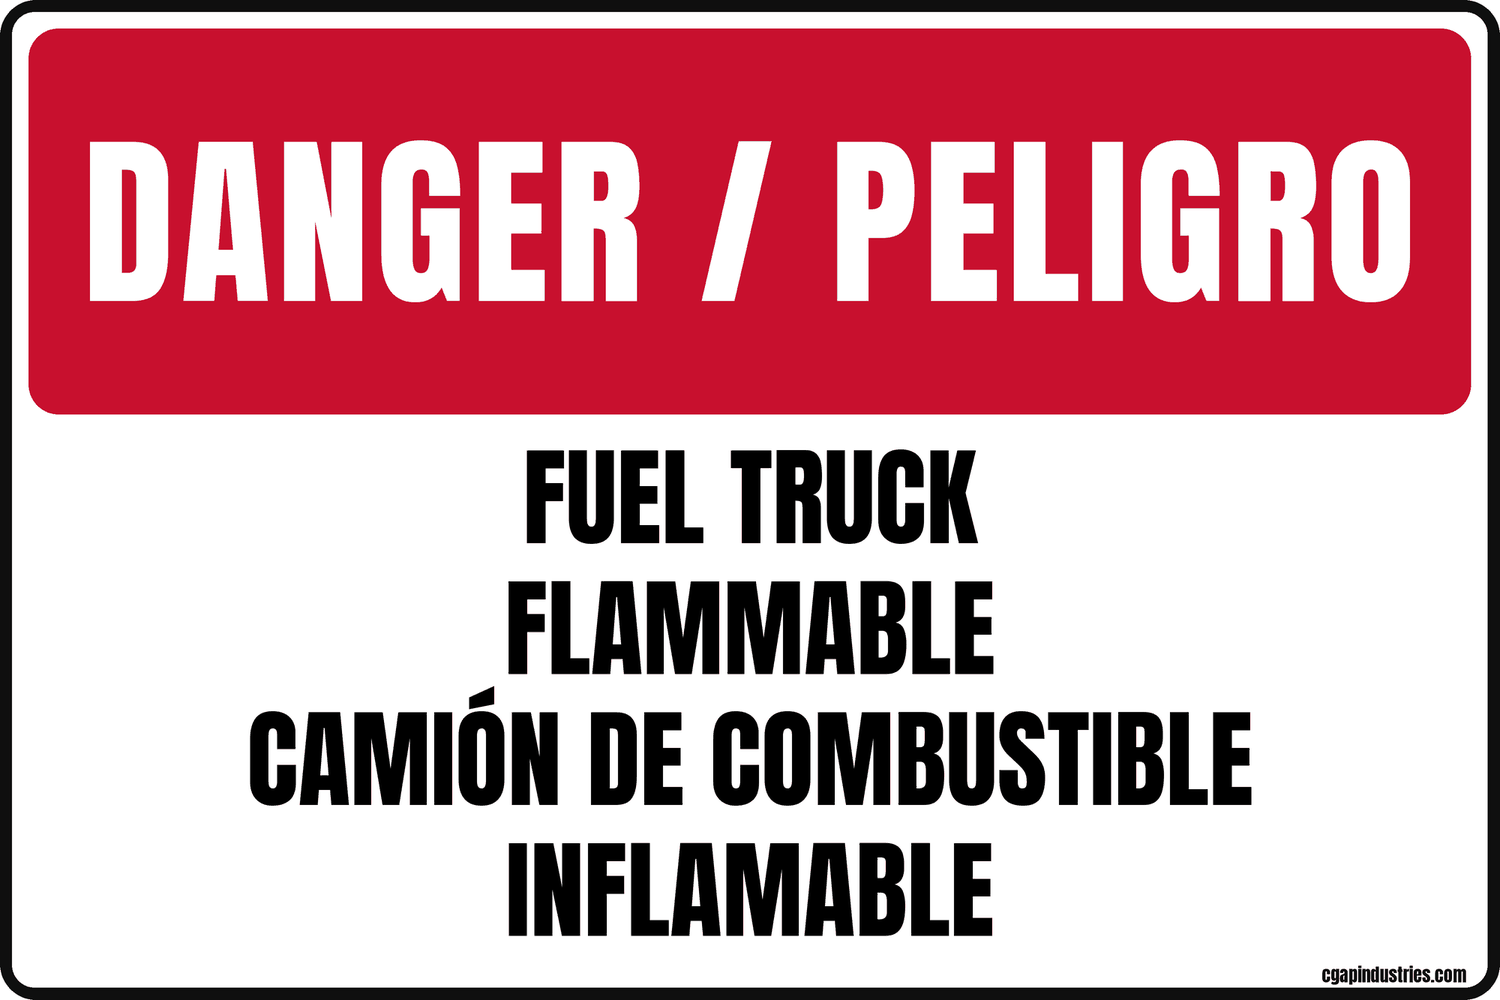 DANGER / PELIGRO
FUEL TRUCK
FLAMMABLE
CAMIÓN DE COMBUSTIBLE
INFLAMABLE
cgapindustries.com